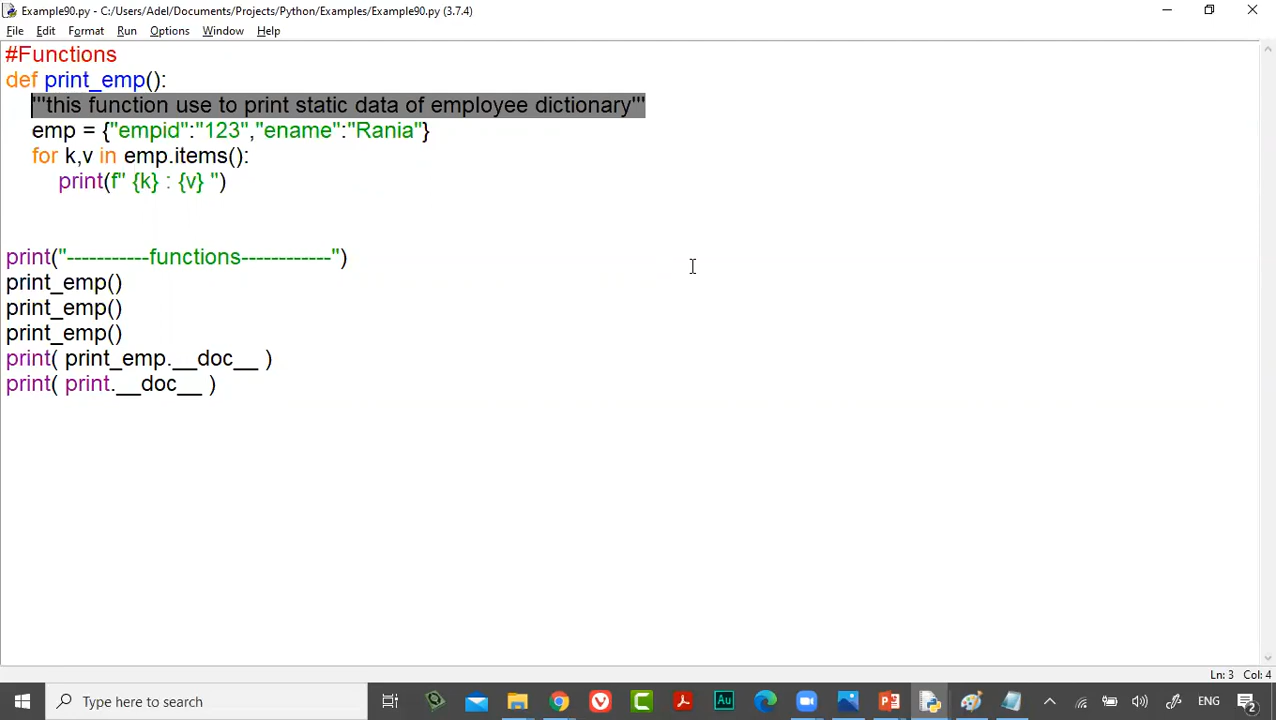 Example90.py - C:/Users/Adel/Documents/Projects/Python/Examples/Example90.py (3.7.4)
File Edit Format Run Options Window Help
#Functions
def print_emp():
    '''this function use to print static data of employee dictionary'''
    emp = {"empid":"123","ename":"Rania"}
    for k,v in emp.items():
        print(f" {k} : {v} ")
print("-----------functions------------")
print_emp()
print_emp()
print_emp()
print( print_emp.__doc__ )
print( print.__doc__ )
Ln: 3 Col: 4
Type here to search
Au
ENG
2